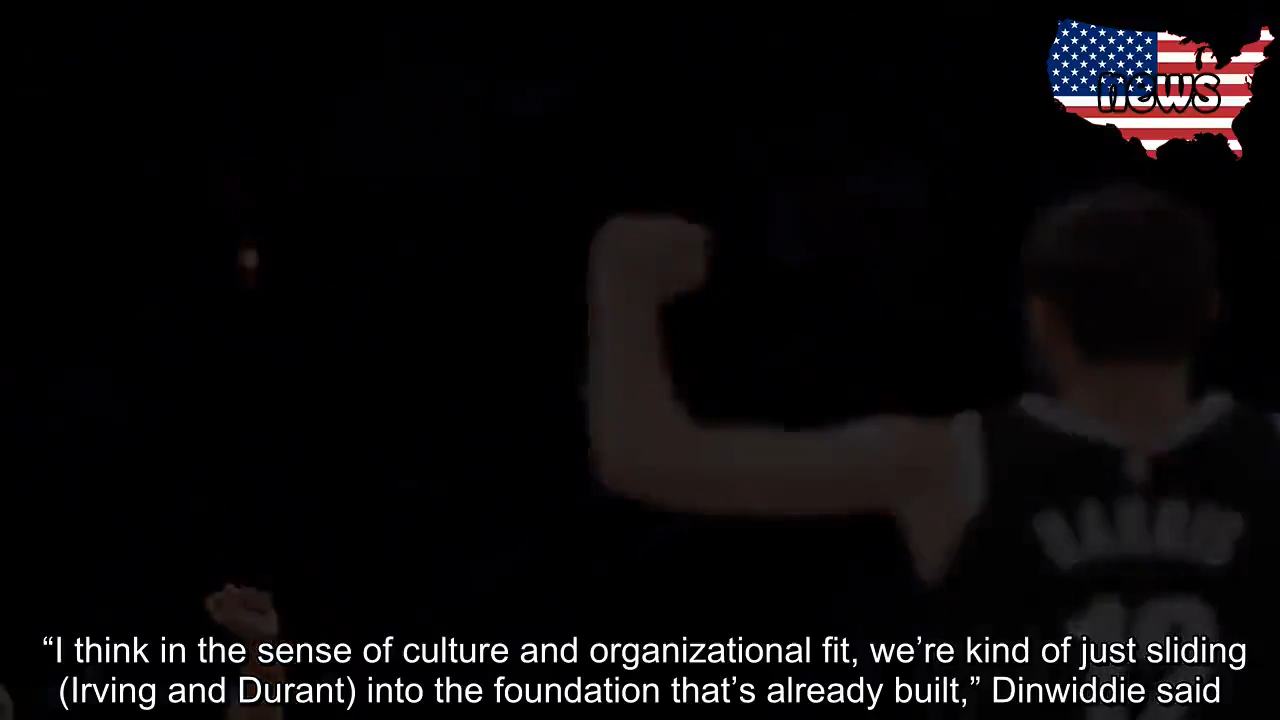 news
HARRIS
“I think in the sense of culture and organizational fit, we’re kind of just sliding
(Irving and Durant) into the foundation that’s already built,” Dinwiddie said